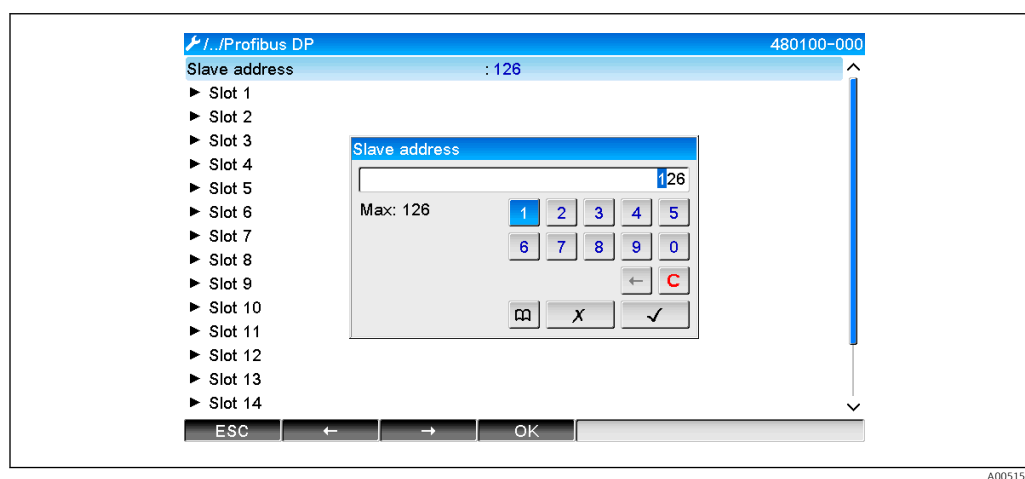 /../Profibus DP 480100-000
Slave address : 126
► Slot 1
► Slot 2
► Slot 3
► Slot 4
► Slot 5
► Slot 6
► Slot 7
► Slot 8
► Slot 9
► Slot 10
► Slot 11
► Slot 12
► Slot 13
► Slot 14
Slave address
126
Max: 126
1 2 3 4 5
6 7 8 9 0
← C
X ✓
ESC ← → OK
A00515